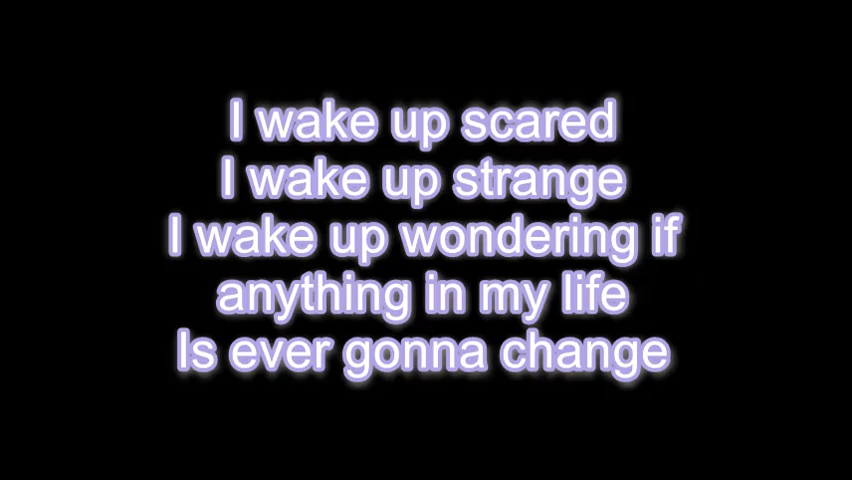 I wake up scared
I wake up strange
I wake up wondering if
anything in my life
Is ever gonna change